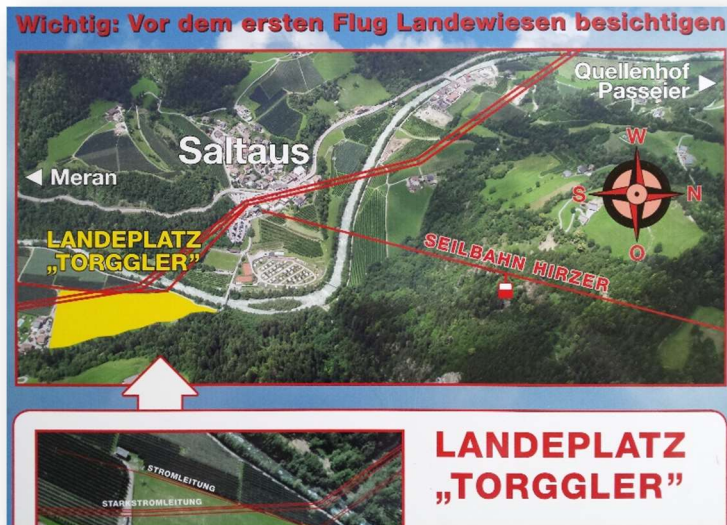 Wichtig: Vor dem ersten Flug Landewiesen besichtigen
Quellenhof
Passeier
Saltaus
Meran
W
S
N
O
LANDEPLATZ
„TORGGLER”
SEILBAHN HIRZER
LANDEPLATZ
„TORGGLER”
STROMLEITUNG
STARKSTROMLEITUNG